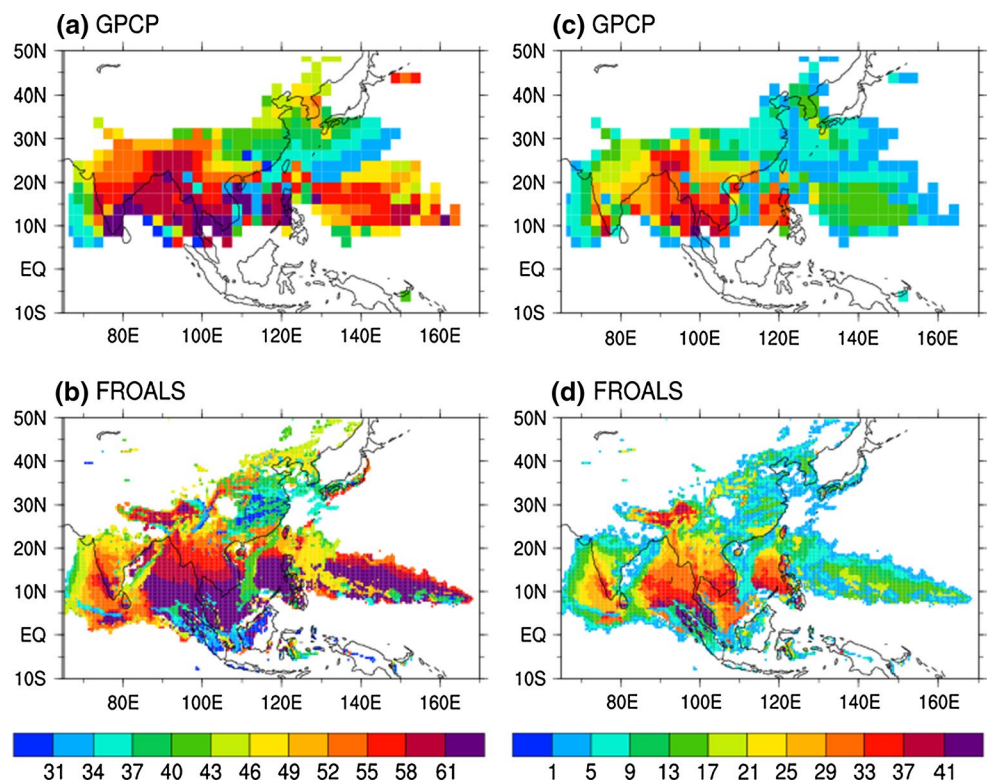 (a) GPCP
(c) GPCP
50N
40N
30N
20N
10N
EQ
10S
80E 100E 120E 140E 160E
50N
40N
30N
20N
10N
EQ
10S
80E 100E 120E 140E 160E
(b) FROALS
(d) FROALS
50N
40N
30N
20N
10N
EQ
10S
80E 100E 120E 140E 160E
50N
40N
30N
20N
10N
EQ
10S
80E 100E 120E 140E 160E
31 34 37 40 43 46 49 52 55 58 61
1 5 9 13 17 21 25 29 33 37 41